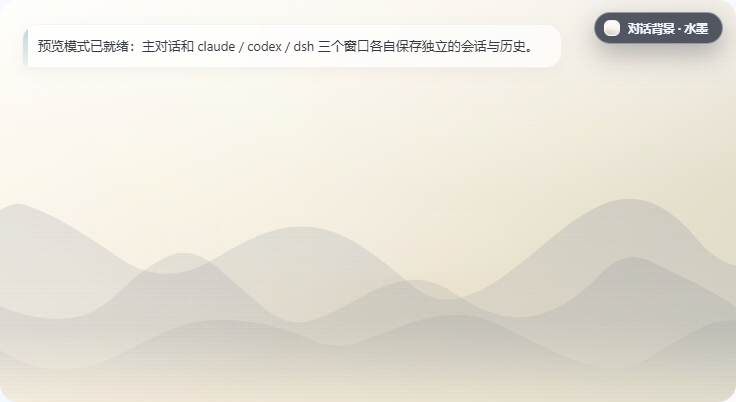 预览模式已就绪：主对话和 claude / codex / dsh 三个窗口各自保存独立的会话与历史。
对话背景 · 水墨